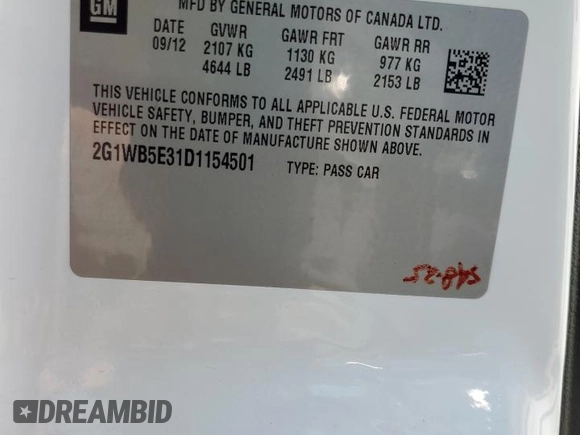 GM
MFD BY GENERAL MOTORS OF CANADA LTD.
DATE GVWR GAWR FRT GAWR RR
09/12 2107 KG 1130 KG 977 KG
4644 LB 2491 LB 2153 LB
THIS VEHICLE CONFORMS TO ALL APPLICABLE U.S. FEDERAL MOTOR
VEHICLE SAFETY, BUMPER, AND THEFT PREVENTION STANDARDS IN
EFFECT ON THE DATE OF MANUFACTURE SHOWN ABOVE.
2G1WB5E31D1154501 TYPE: PASS CAR
DREAMBID